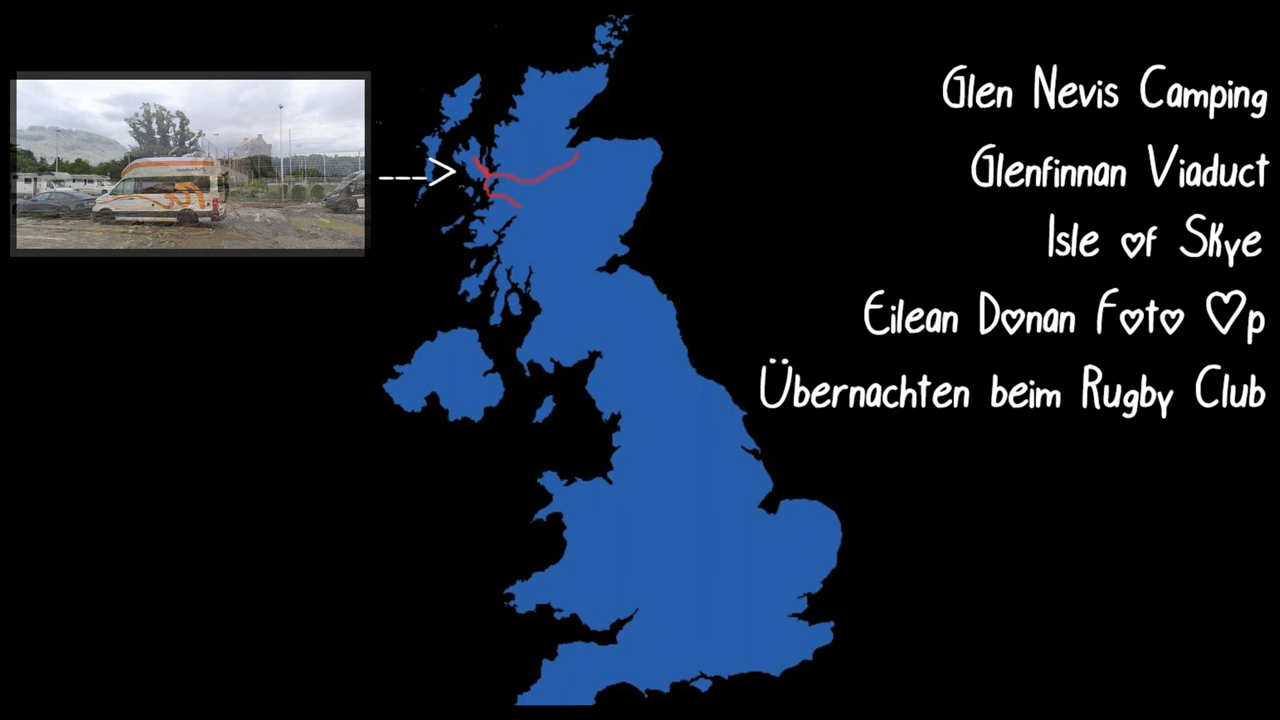 Glen Nevis Camping
Glenfinnan Viaduct
Isle of Skye
Eilean Donan Foto Op
Übernachten beim Rugby Club